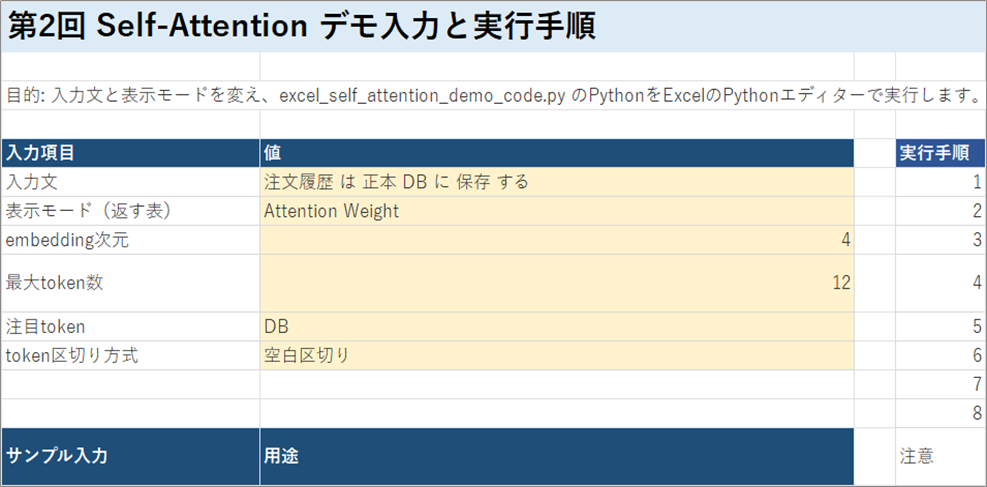 第2回 Self-Attention デモ入力と実行手順
目的: 入力文と表示モードを変え、excel_self_attention_demo_code.py のPythonをExcelのPythonエディターで実行します。
入力項目 値 実行手順
入力文 注文履歴 は 正本 DB に 保存 する 1
表示モード（返す表） Attention Weight 2
embedding次元 4 3
最大token数 12 4
注目token DB 5
token区切り方式 空白区切り 6
7
8
サンプル入力 用途 注意